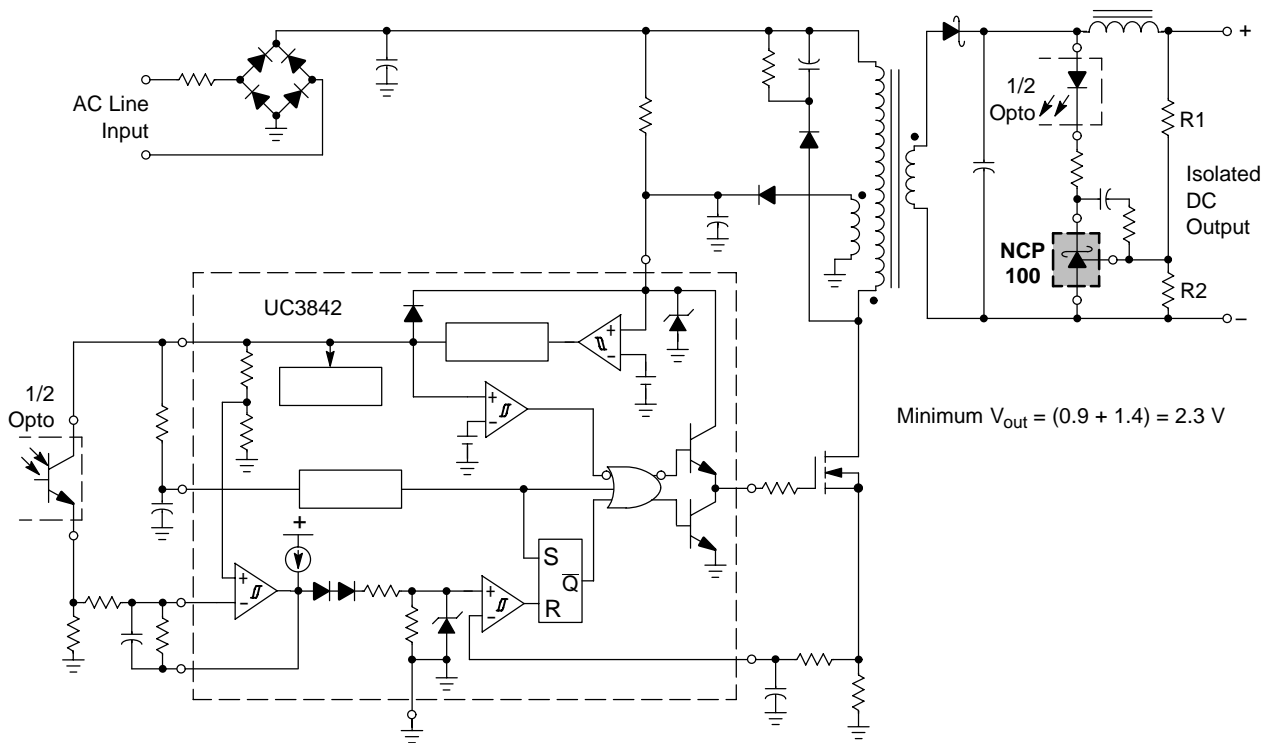 +
AC Line
Input
1/2
Opto
R1
Isolated
DC
Output
NCP
100
R2
–
UC3842
+
–
1/2
Opto
+
–
Minimum Vout = (0.9 + 1.4) = 2.3 V
+
S
Q
R
+
–
+
–